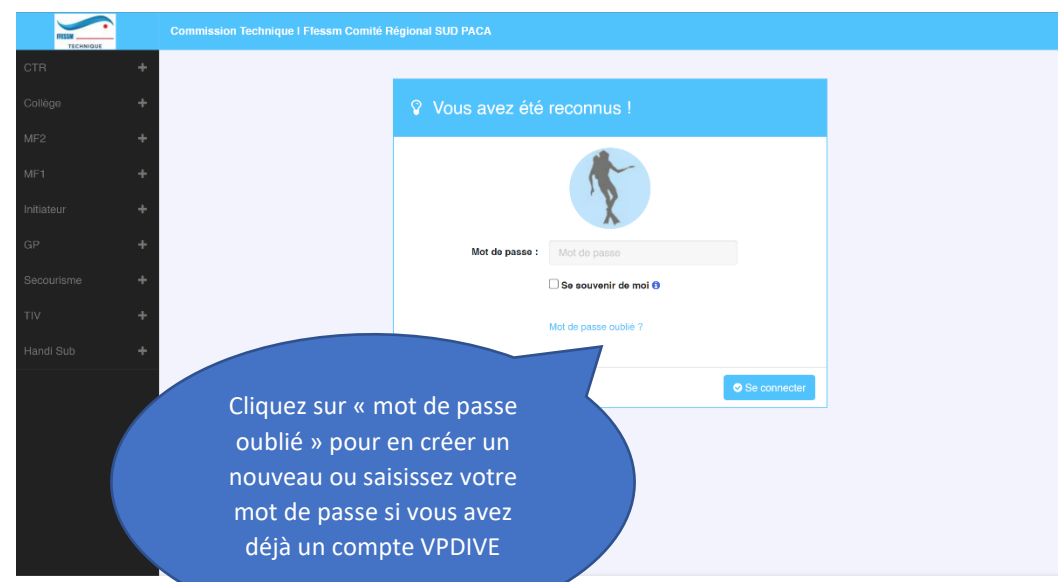 FFESSM
TECHNIQUE
Commission Technique I Ffessm Comité Régional SUD PACA
CTR +
Collège +
MF2 +
MF1 +
Initiateur +
GP +
Secourisme +
TIV +
Handi Sub +
Vous avez été reconnus !
Mot de passe : Mot de passe
Se souvenir de moi
Mot de passe oublié ?
Se connecter
Cliquez sur « mot de passe
oublié » pour en créer un
nouveau ou saisissez votre
mot de passe si vous avez
déjà un compte VPDIVE